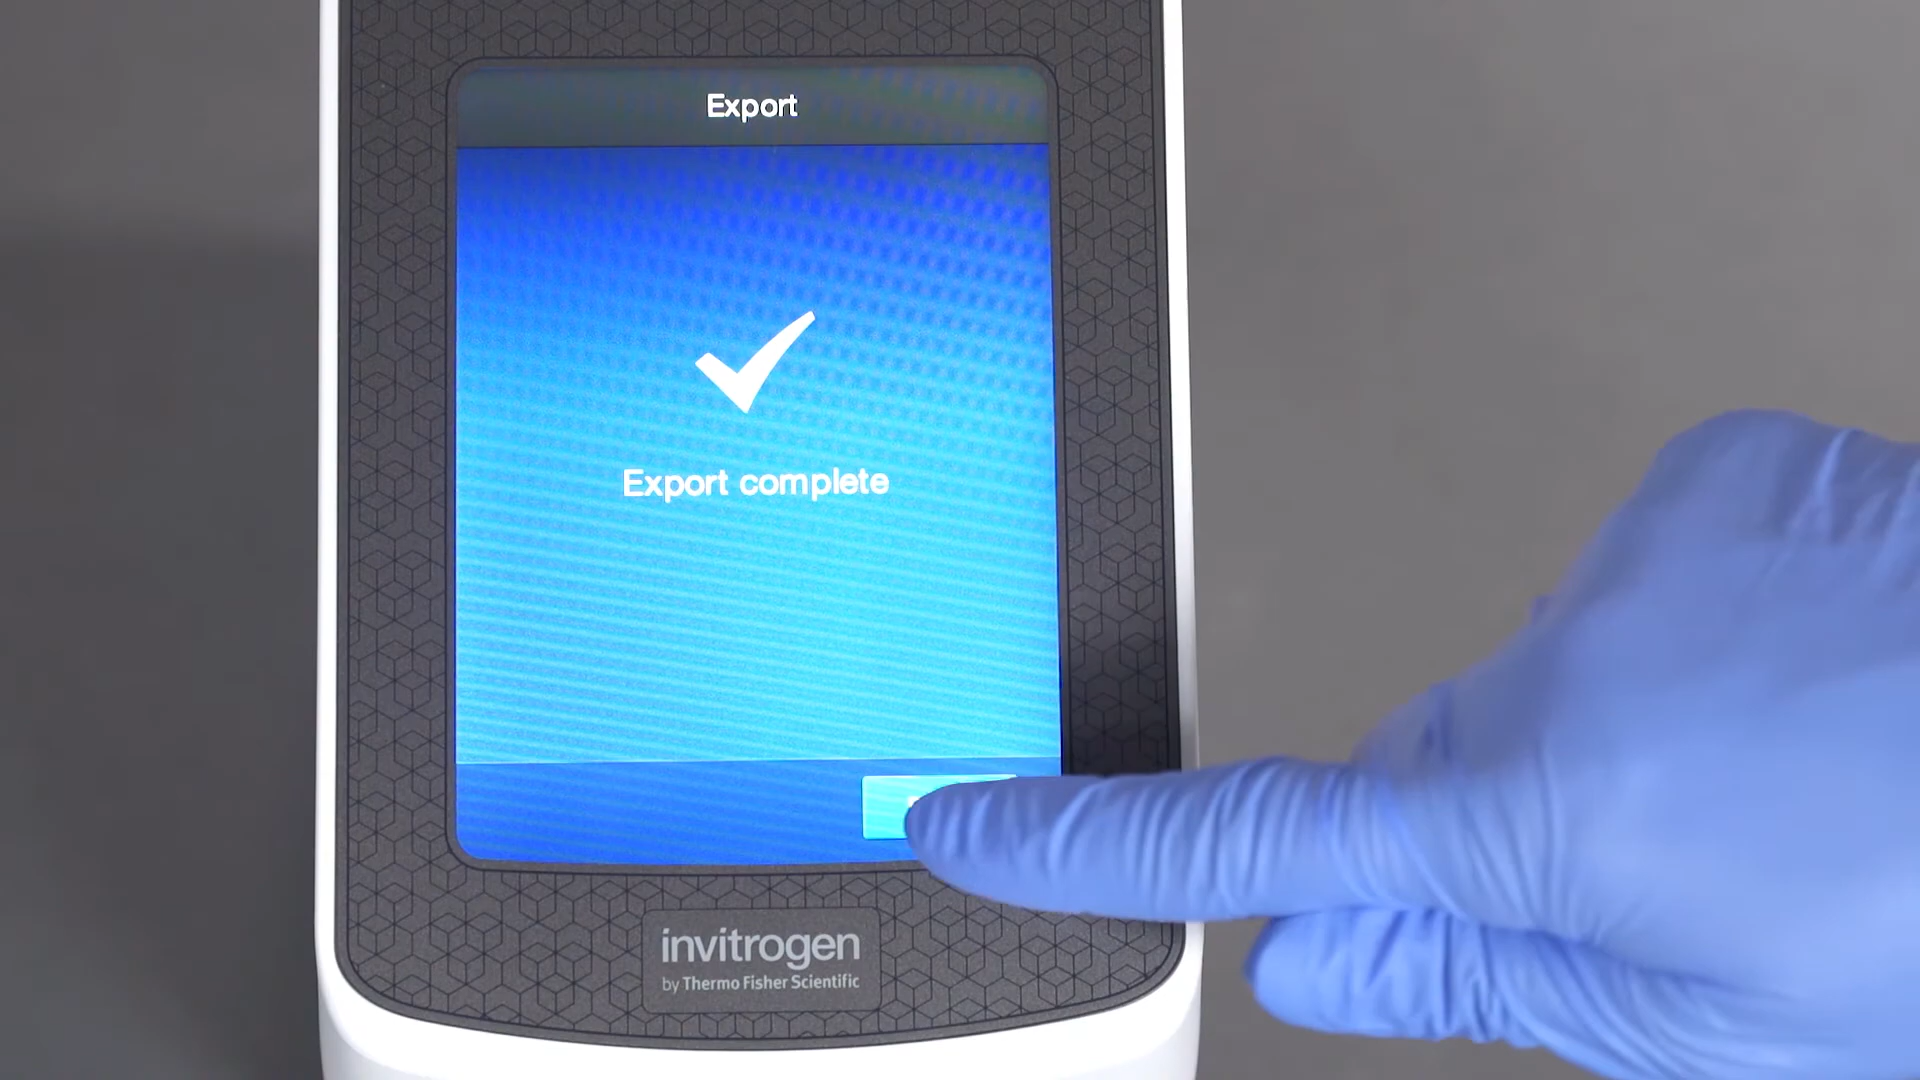 Export
Export complete
invitrogen
by Thermo Fisher Scientific